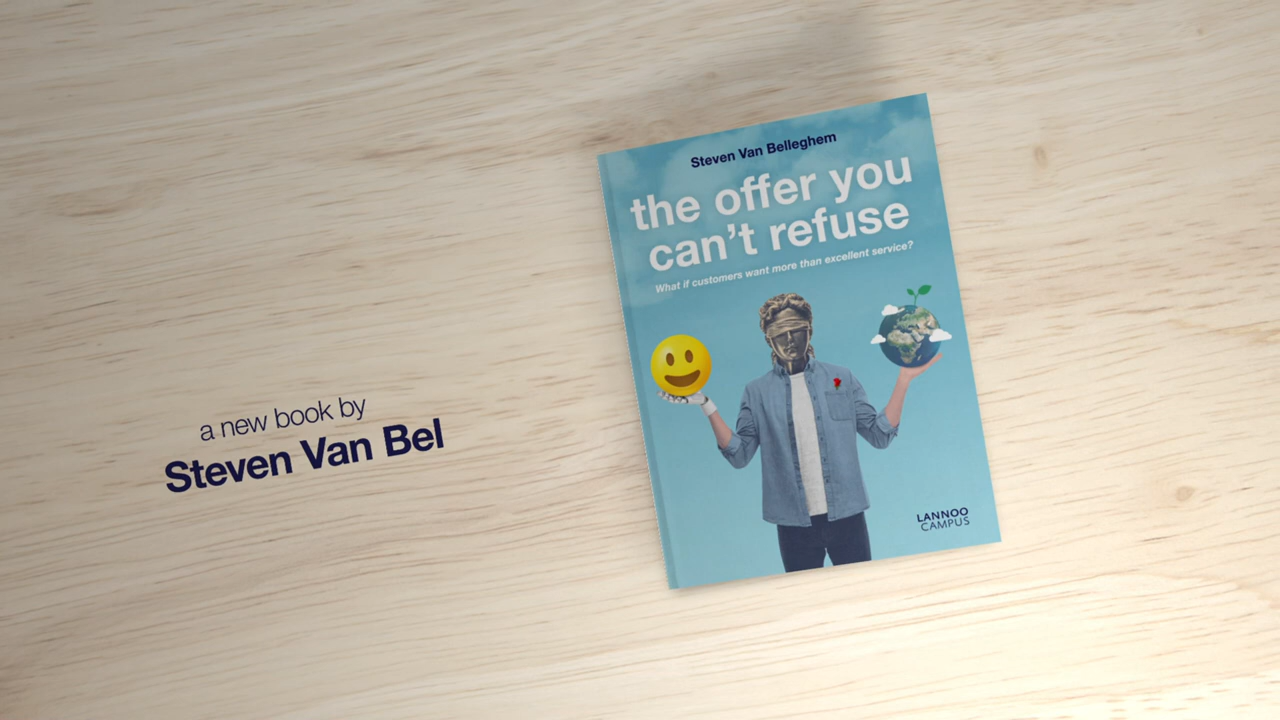 a new book by
Steven Van Bel
Steven Van Belleghem
the offer you
can't refuse
What if customers want more than excellent service?
LANNOO
CAMPUS